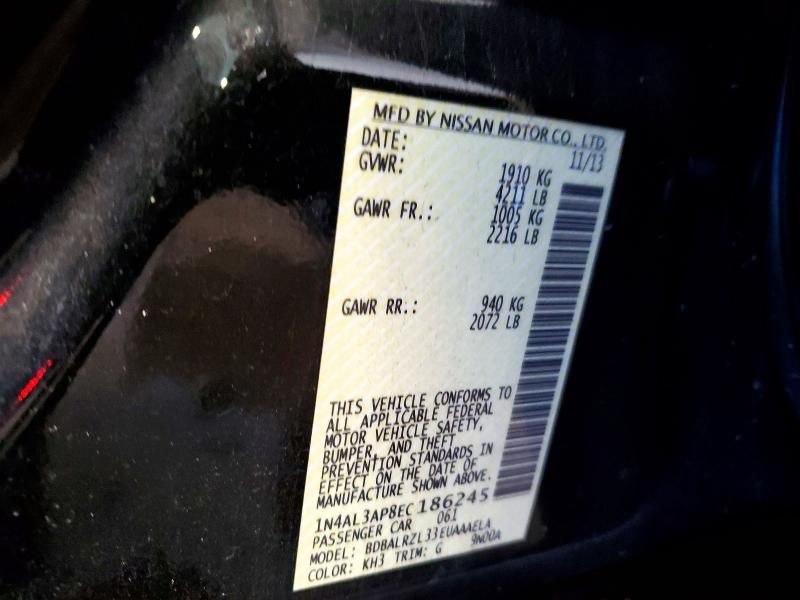 MFD BY NISSAN MOTOR CO., LTD.
DATE: 11/13
GVWR: 1910 KG
4211 LB
GAWR FR.: 1005 KG
2216 LB
GAWR RR.: 940 KG
2072 LB
THIS VEHICLE CONFORMS TO
ALL APPLICABLE FEDERAL
MOTOR VEHICLE SAFETY,
BUMPER, AND THEFT
PREVENTION STANDARDS IN
EFFECT ON THE DATE OF
MANUFACTURE SHOWN ABOVE.
1N4AL3AP8EC186245
PASSENGER CAR 061
MODEL: BDBALRZL33EUAAAELA
COLOR: KH3 TRIM: G 9N00A